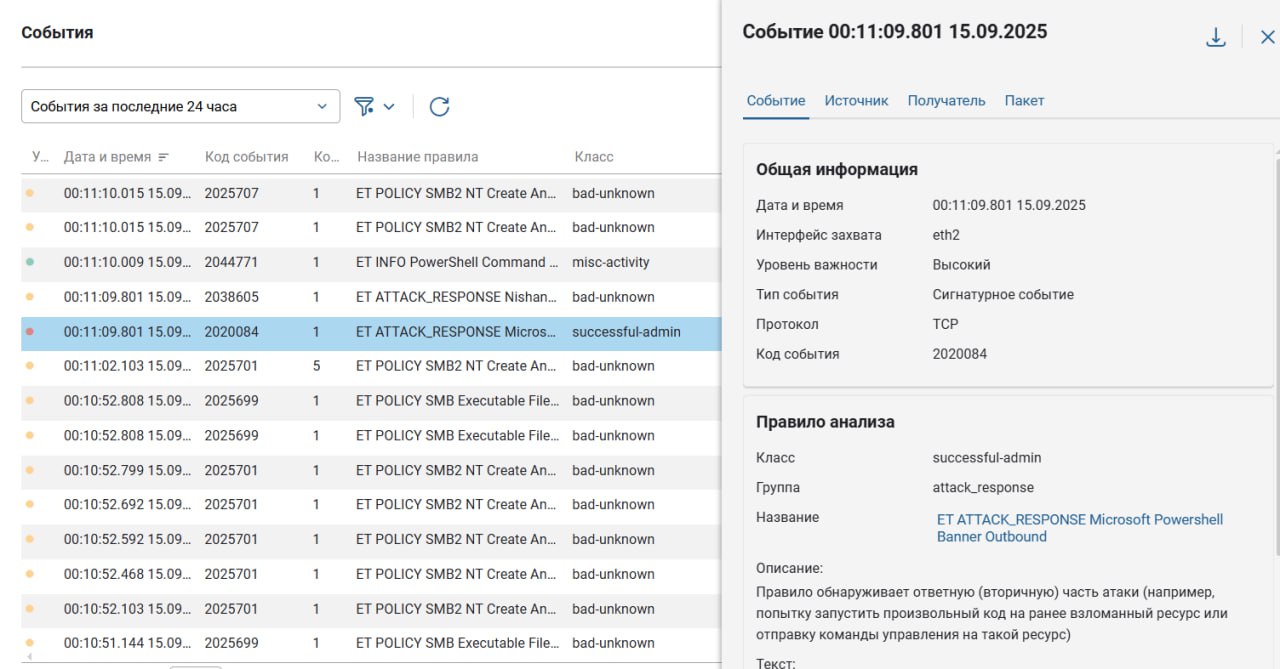 События
События за последние 24 часа
У... Дата и время Код события Ко... Название правила Класс
00:11:10.015 15.09... 2025707 1 ET POLICY SMB2 NT Create An... bad-unknown
00:11:10.015 15.09... 2025707 1 ET POLICY SMB2 NT Create An... bad-unknown
00:11:10.009 15.09... 2044771 1 ET INFO PowerShell Command ... misc-activity
00:11:09.801 15.09... 2038605 1 ET ATTACK_RESPONSE Nishan... bad-unknown
00:11:09.801 15.09... 2020084 1 ET ATTACK_RESPONSE Micros... successful-admin
00:11:02.103 15.09... 2025701 5 ET POLICY SMB2 NT Create An... bad-unknown
00:10:52.808 15.09... 2025699 1 ET POLICY SMB Executable File... bad-unknown
00:10:52.808 15.09... 2025699 1 ET POLICY SMB Executable File... bad-unknown
00:10:52.799 15.09... 2025701 1 ET POLICY SMB2 NT Create An... bad-unknown
00:10:52.692 15.09... 2025701 1 ET POLICY SMB2 NT Create An... bad-unknown
00:10:52.592 15.09... 2025701 1 ET POLICY SMB2 NT Create An... bad-unknown
00:10:52.468 15.09... 2025701 1 ET POLICY SMB2 NT Create An... bad-unknown
00:10:52.103 15.09... 2025701 1 ET POLICY SMB2 NT Create An... bad-unknown
00:10:51.144 15.09... 2025699 1 ET POLICY SMB Executable File... bad-unknown
Событие 00:11:09.801 15.09.2025
Событие Источник Получатель Пакет
Общая информация
Дата и время 00:11:09.801 15.09.2025
Интерфейс захвата eth2
Уровень важности Высокий
Тип события Сигнатурное событие
Протокол TCP
Код события 2020084
Правило анализа
Класс successful-admin
Группа attack_response
Название ET ATTACK_RESPONSE Microsoft Powershell
Banner Outbound
Описание:
Правило обнаруживает ответную (вторичную) часть атаки (например,
попытку запустить произвольный код на ранее взломанный ресурс или
отправку команды управления на такой ресурс)
Текст: